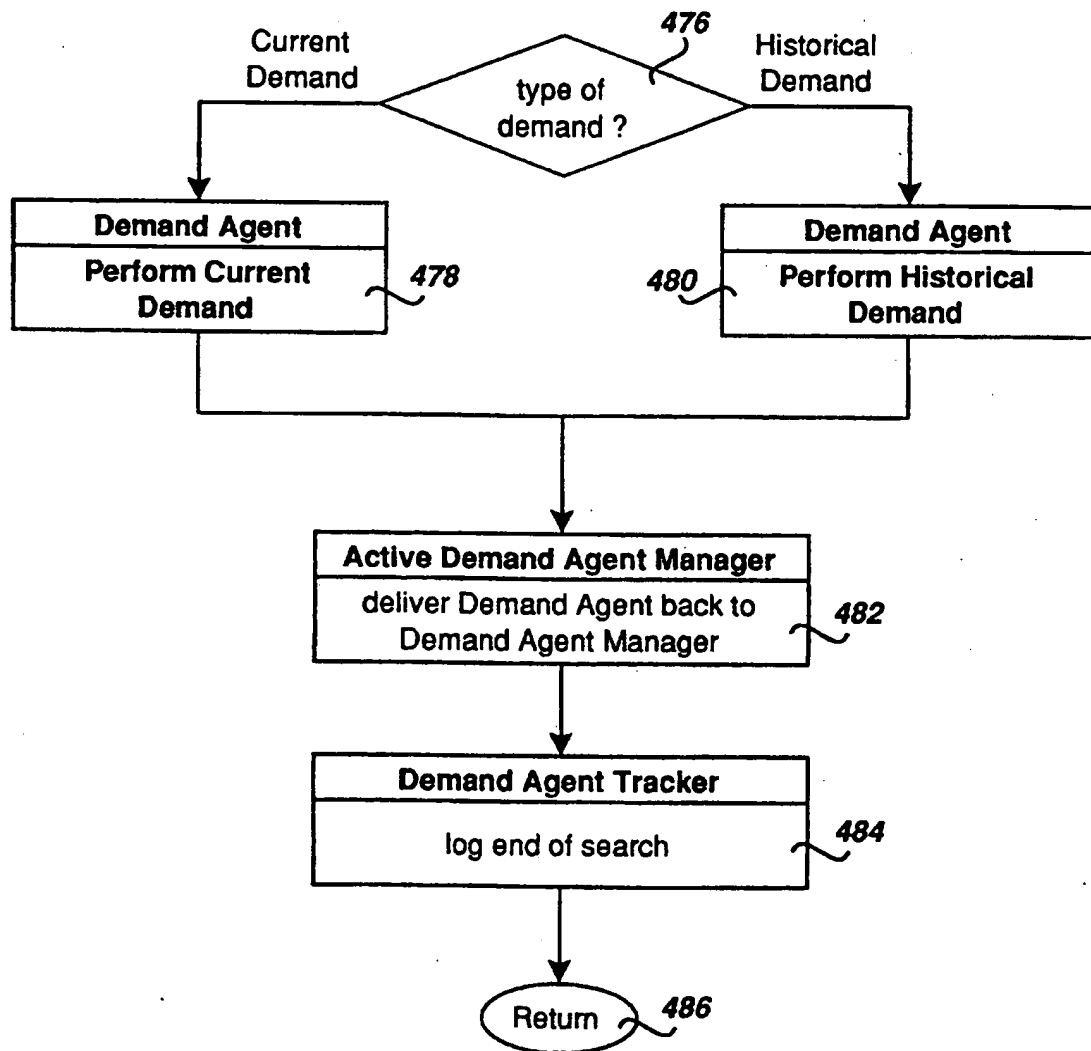 476
Current
Demand
Historical
Demand
type of
demand ?
Demand Agent
Perform Current
Demand
478
Demand Agent
480
Perform Historical
Demand
Active Demand Agent Manager
deliver Demand Agent back to
Demand Agent Manager
482
Demand Agent Tracker
log end of search
484
Return
486